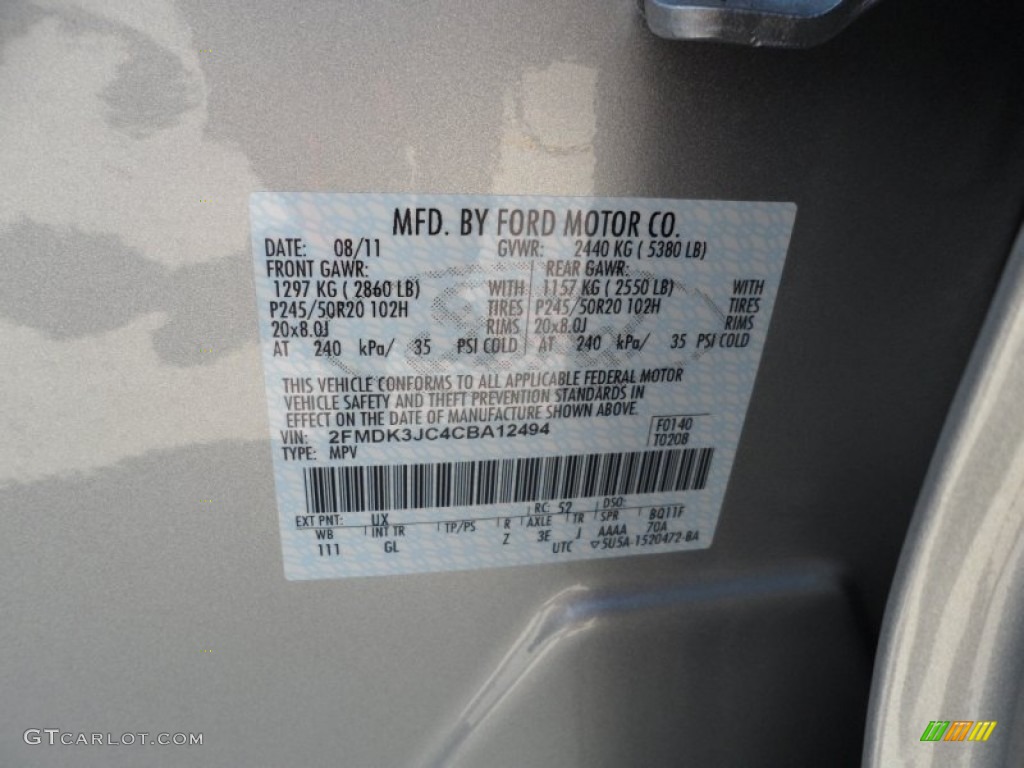 MFD. BY FORD MOTOR CO.
DATE: 08/11 GVWR: 2440 KG ( 5380 LB)
FRONT GAWR: REAR GAWR:
1297 KG ( 2860 LB) WITH 1157 KG ( 2550 LB) WITH
P245/50R20 102H TIRES P245/50R20 102H TIRES
20x8.0J RIMS 20x8.0J RIMS
AT 240 kPa/ 35 PSI COLD AT 240 kPa/ 35 PSI COLD
THIS VEHICLE CONFORMS TO ALL APPLICABLE FEDERAL MOTOR
VEHICLE SAFETY AND THEFT PREVENTION STANDARDS IN
EFFECT ON THE DATE OF MANUFACTURE SHOWN ABOVE.
VIN: 2FMDK3JC4CBA12494 F0140
TYPE: MPV T0208
RC: 52 DSO:
EXT PNT: UX BQ11F
WB INT TR TP/PS R AXLE TR SPR 70A
111 GL Z 3E J AAAA
UTC ▽5U5A-1520472-BA
GTCARLOT.COM